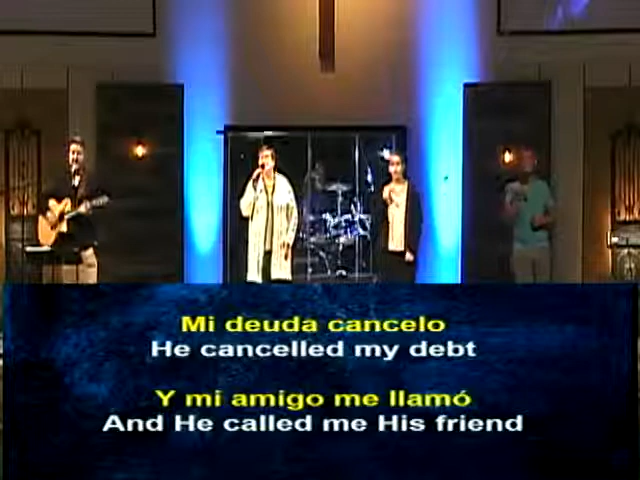 Mi deuda cancelo
He cancelled my debt
Y mi amigo me llamó
And He called me His friend